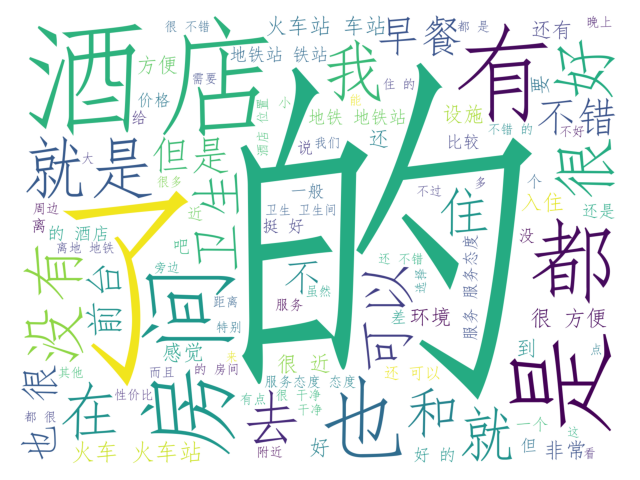 很 不错
火车站 车站
都 是
晚上
酒店
方便
地铁站 铁站
早餐
有
还有
好
我
需要
价格
给
能
住 的
要
位置
小
地铁 地铁站
设施
不错
不错 的
不好
就是
但是
卫生
酒店
说
我们
还
比较
很
大
很多
的
一般
不过
多
个
周边
离
近
了
卫生 卫生间
住
入住
还是
的 酒店
吧
挺 好
没
都
离地 地铁
没有
前台
旁边
间
不
虽然
可以
还 不错
选择
服务 服务态度
距离
服务
差
环境
很 方便
特别
感觉
未
很 近
到
点
是
其他
很
而且
的 房间
服务态度 态度
还 可以
在
性价比
房
有点
很 干净
干净
去
也
和
就
一个
这
都 很
也
火车 火车站
附近
好
好 的
但
非常
看